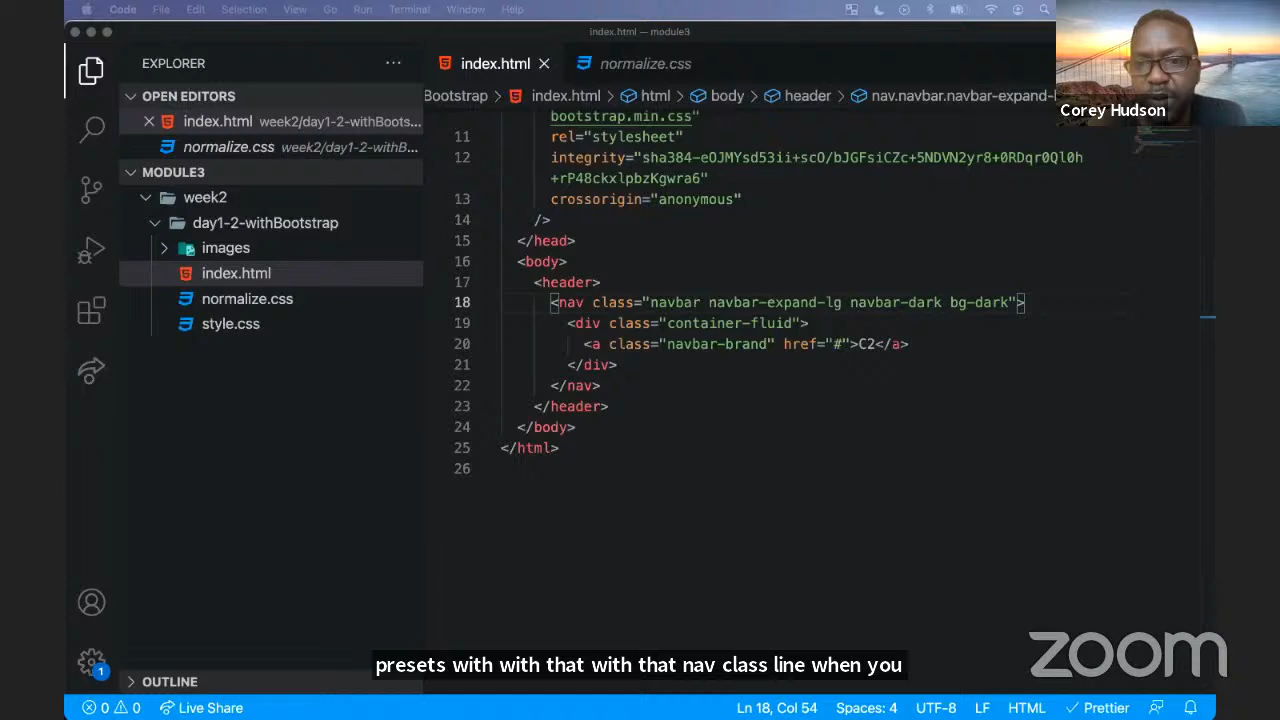 Code File Edit Selection View Go Run Terminal Window Help
index.html — module3
EXPLORER
index.html
normalize.css
Corey Hudson
OPEN EDITORS
Bootstrap > index.html > html > body > header > nav.navbar.navbar-expand-l
index.html week2/day1-2-withBoots...
normalize.css week2/day1-2-withB...
MODULE3
week2
day1-2-withBootstrap
images
index.html
normalize.css
style.css
bootstrap.min.css"
11 rel="stylesheet"
12 integrity="sha384-eOJMYsd53ii+scO/bJGFsiCZc+5NDVN2yr8+0RDqr0Ql0h
+rP48ckxlpbzKgwra6"
13 crossorigin="anonymous"
14 />
15 </head>
16 <body>
17 <header>
18 <nav class="navbar navbar-expand-lg navbar-dark bg-dark">
19 <div class="container-fluid">
20 <a class="navbar-brand" href="#">C2</a>
21 </div>
22 </nav>
23 </header>
24 </body>
25 </html>
26
zoom
1
presets with with that with that nav class line when you
OUTLINE
0 0 Live Share Ln 18, Col 54 Spaces: 4 UTF-8 LF HTML Prettier